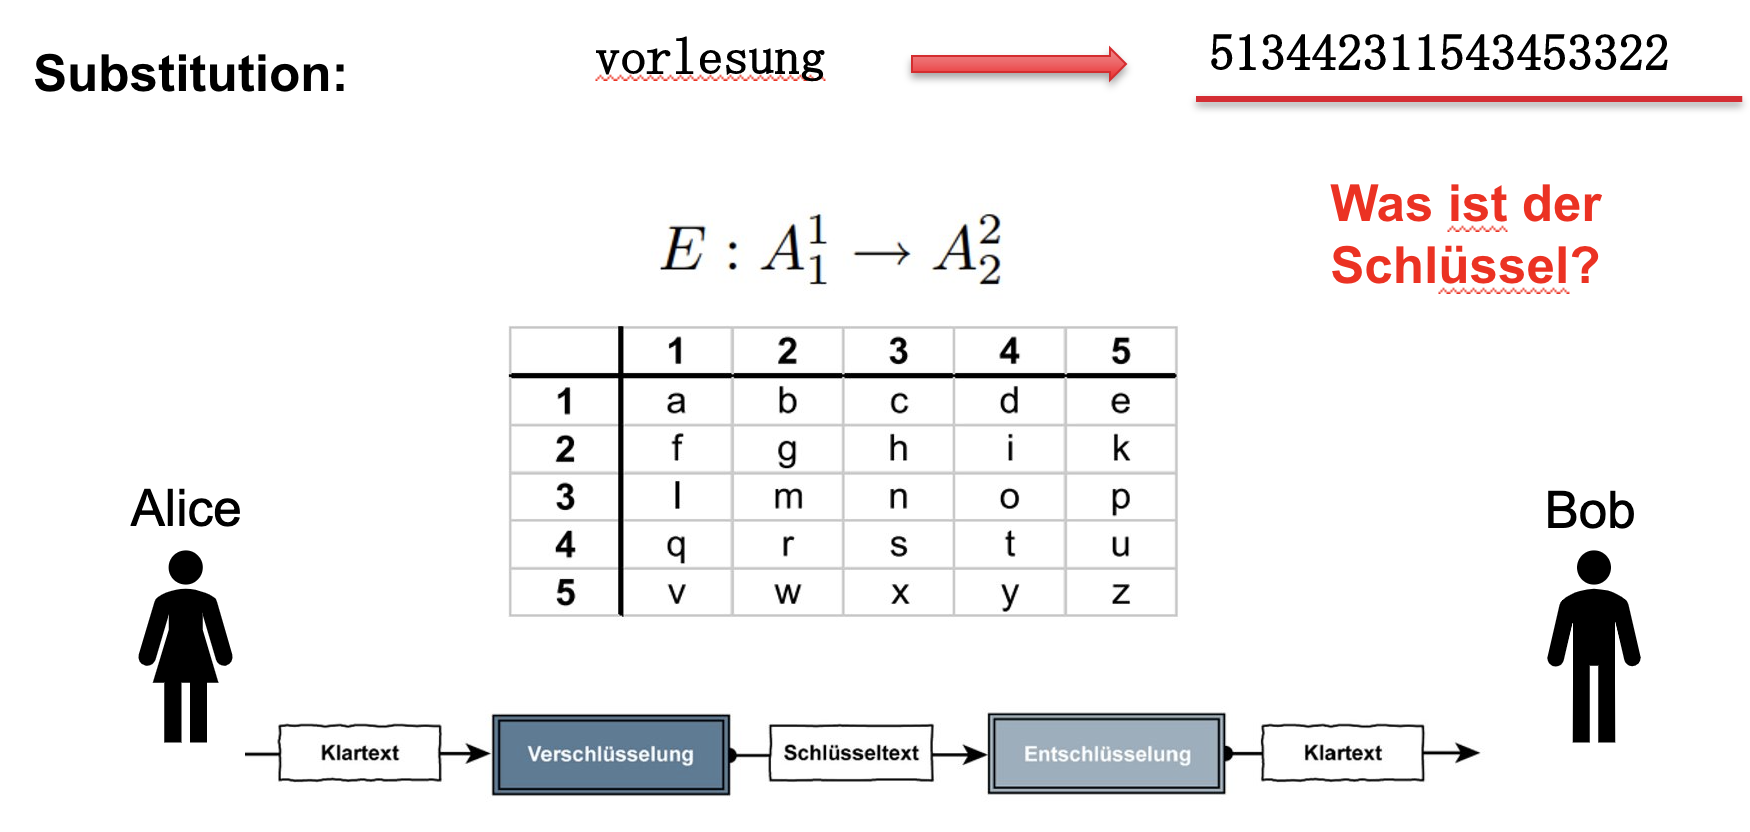 Substitution: vorlesung 513442311543453322
Was ist der
Schlüssel?
E : A₁¹ → A₂²
1 2 3 4 5
1 a b c d e
2 f g h i k
3 l m n o p
4 q r s t u
5 v w x y z
Alice Bob
Klartext Verschlüsselung Schlüsseltext Entschlüsselung Klartext